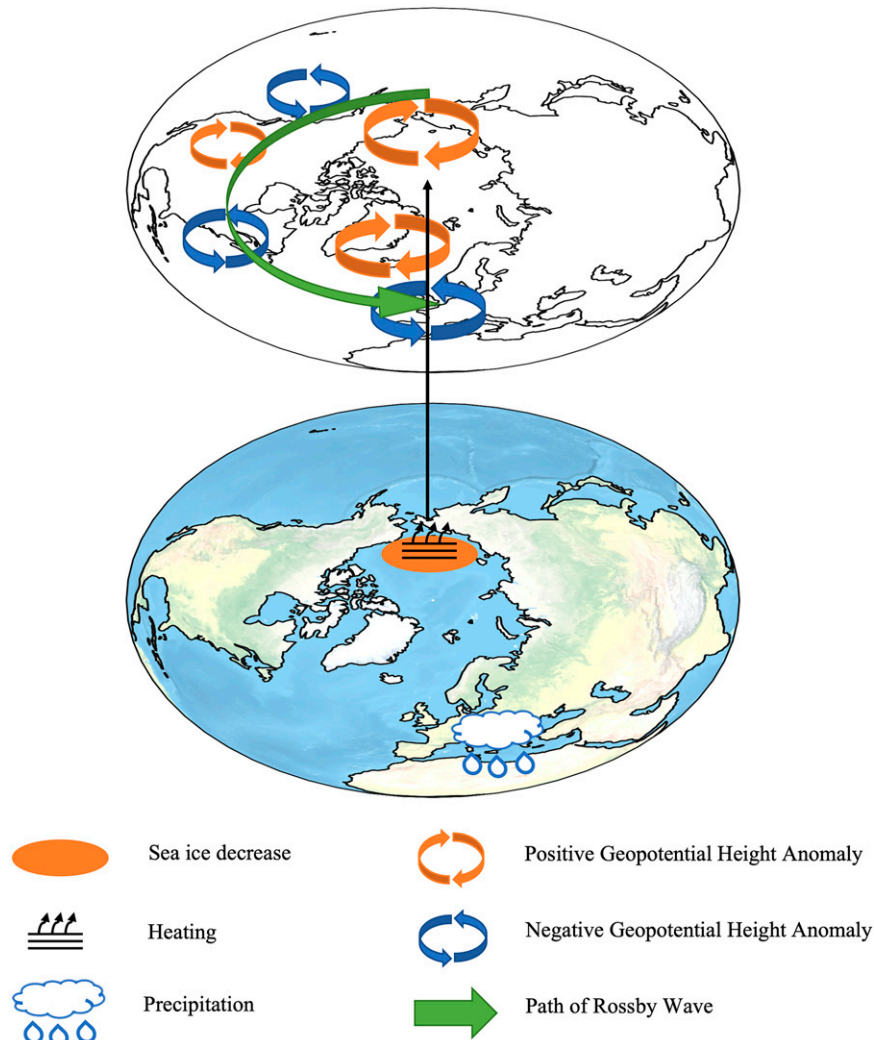 Sea ice decrease
Positive Geopotential Height Anomaly
Heating
Negative Geopotential Height Anomaly
Precipitation
Path of Rossby Wave